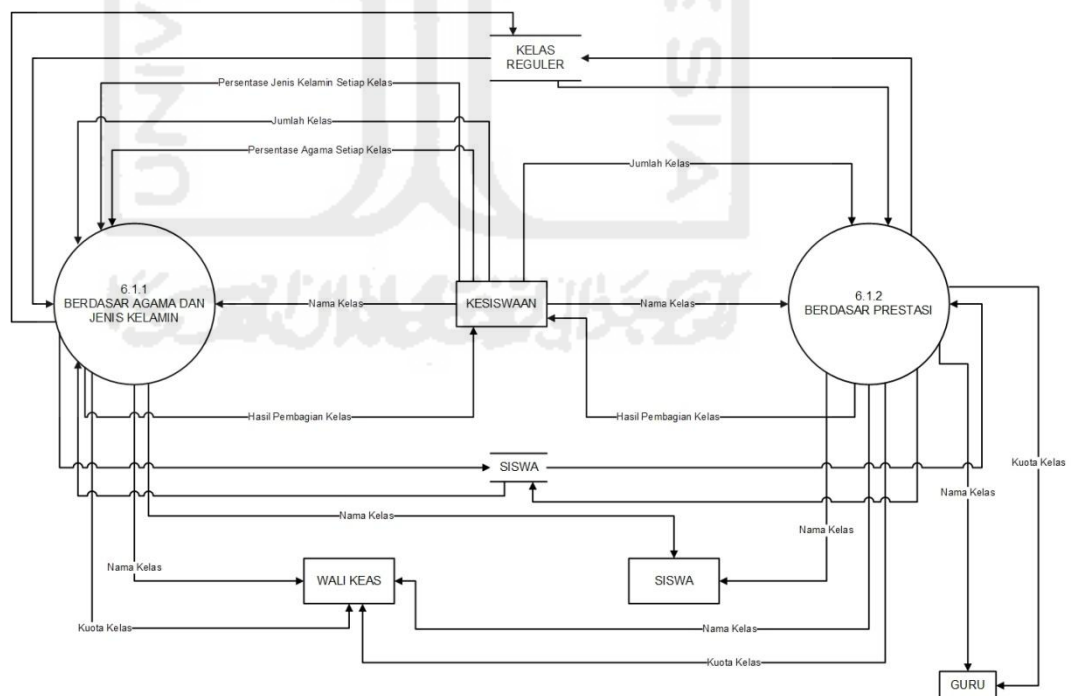 KELAS
REGULER
Persentase Jenis Kelamin Setiap Kelas
Jumlah Kelas
Persentase Agama Setiap Kelas
Jumlah Kelas
6.1.1
BERDASAR AGAMA DAN
JENIS KELAMIN
Nama Kelas
KESISWAAN
Nama Kelas
6.1.2
BERDASAR PRESTASI
Hasil Pembagian Kelas
Hasil Pembagian Kelas
SISWA
Kuota Kelas
Nama Kelas
Nama Kelas
Nama Kelas
Nama Kelas
WALI KEAS
SISWA
Kuota Kelas
Nama Kelas
Kuota Kelas
GURU